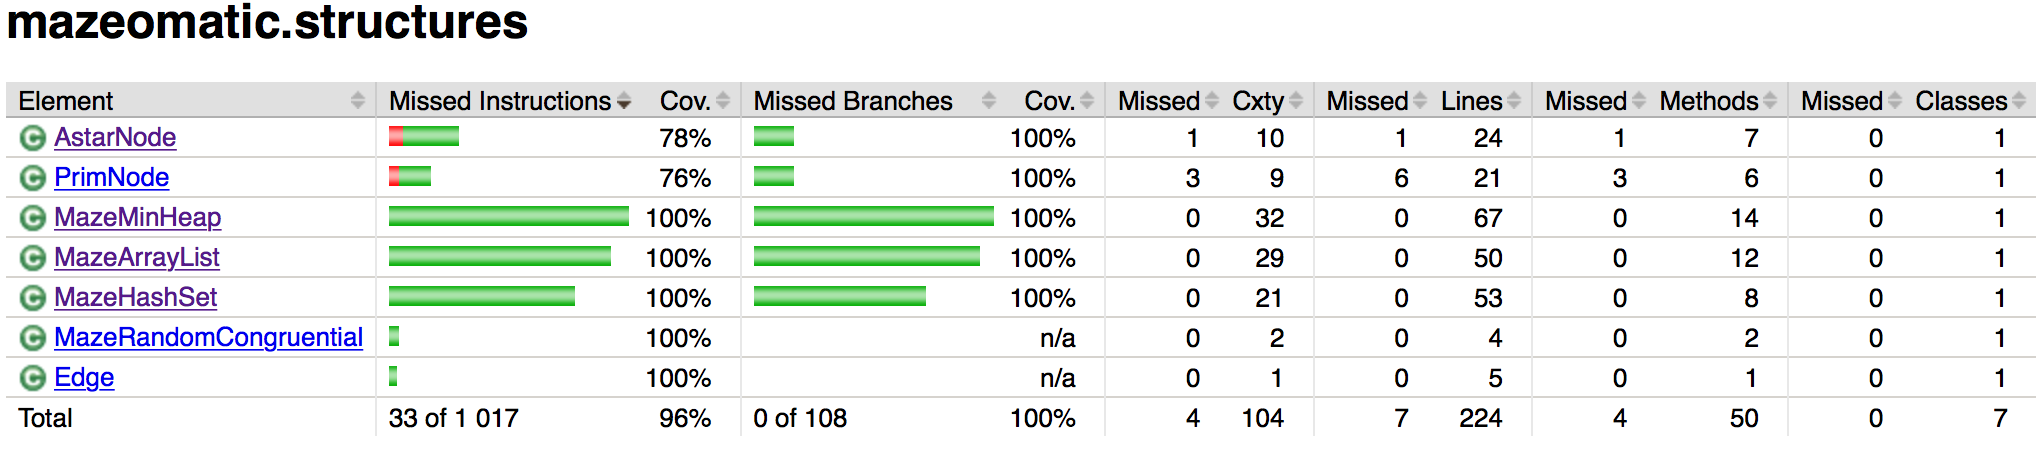 mazeomatic.structures
Element Missed Instructions Cov. Missed Branches Cov. Missed Cxty Missed Lines Missed Methods Missed Classes
C AstarNode 78% 100% 1 10 1 24 1 7 0 1
C PrimNode 76% 100% 3 9 6 21 3 6 0 1
C MazeMinHeap 100% 100% 0 32 0 67 0 14 0 1
C MazeArrayList 100% 100% 0 29 0 50 0 12 0 1
C MazeHashSet 100% 100% 0 21 0 53 0 8 0 1
C MazeRandomCongruential 100% n/a 0 2 0 4 0 2 0 1
C Edge 100% n/a 0 1 0 5 0 1 0 1
Total 33 of 1 017 96% 0 of 108 100% 4 104 7 224 4 50 0 7